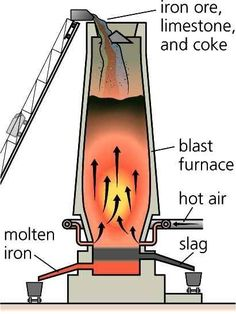 iron ore,
limestone,
and coke
blast
furnace
hot air
molten
iron
slag